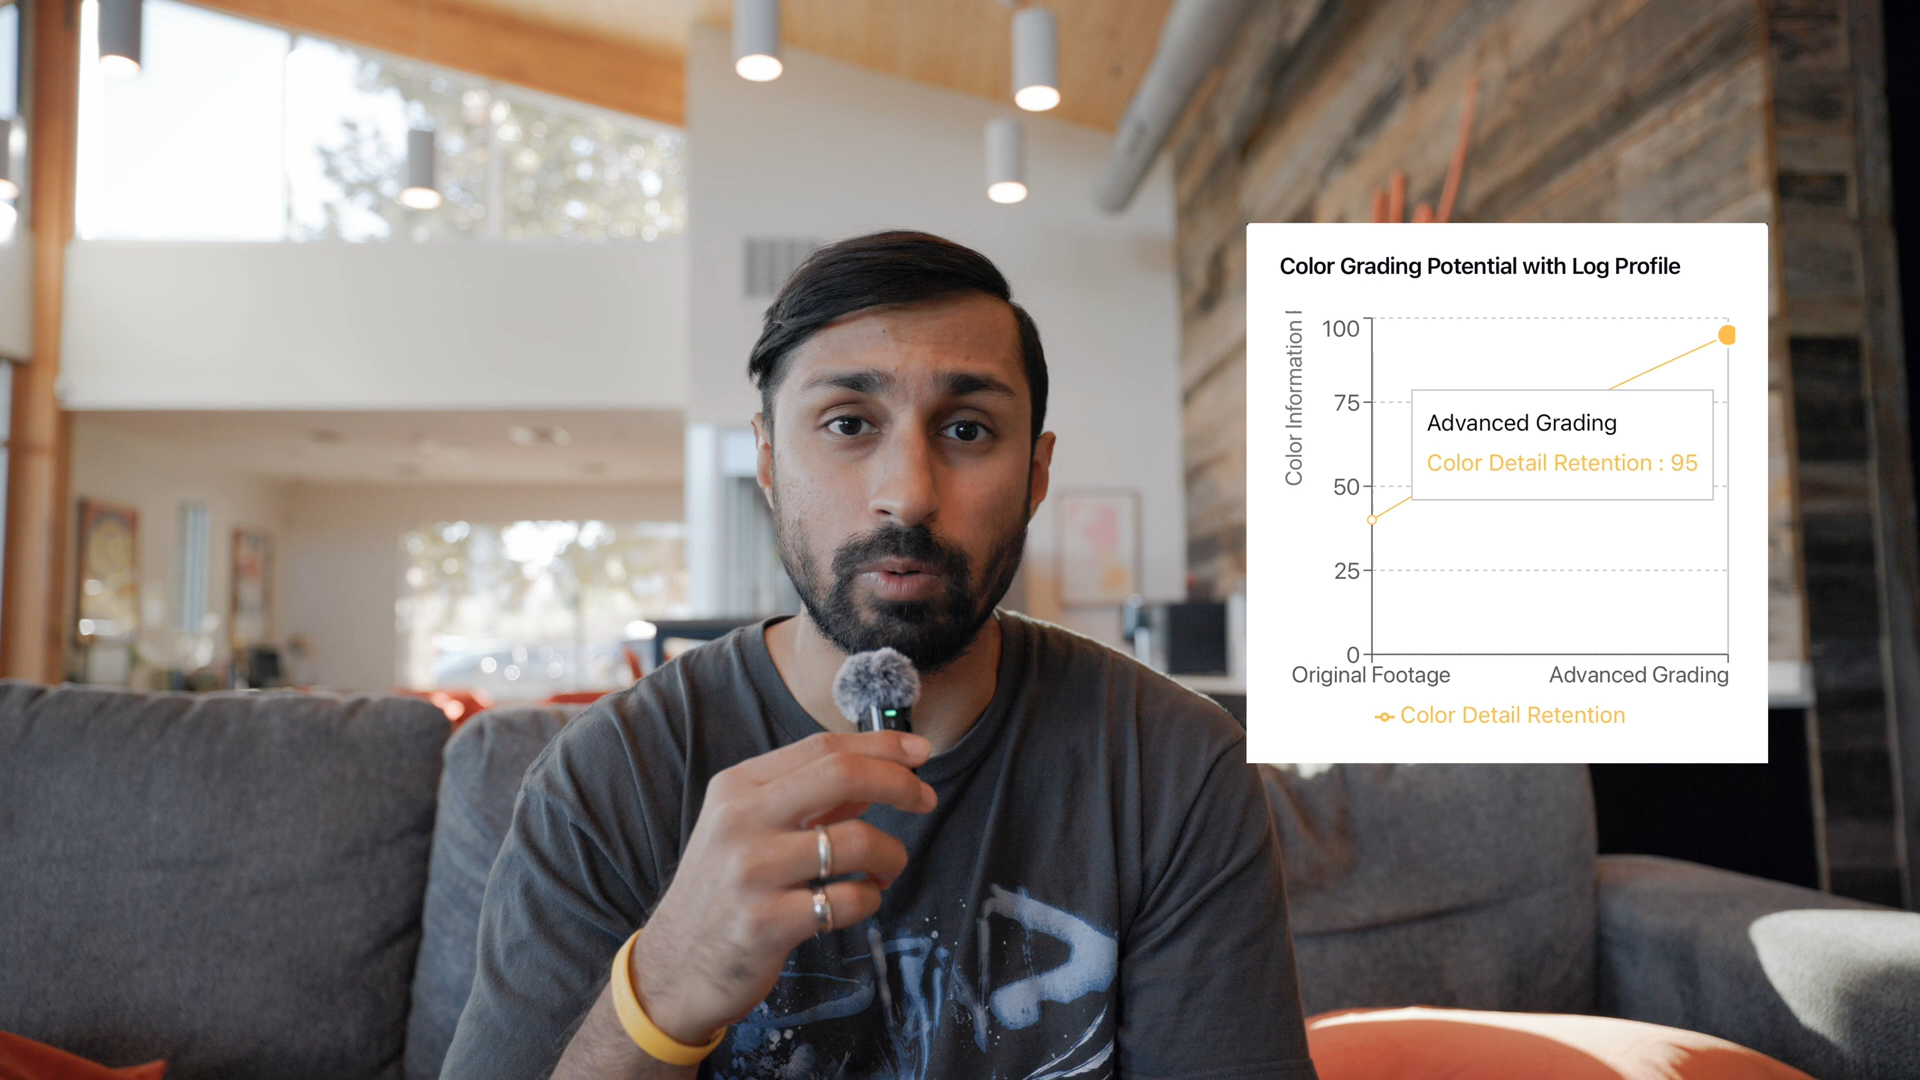 Color Grading Potential with Log Profile
Color Information
100
75
50
25
0
Advanced Grading
Color Detail Retention : 95
Original Footage
Advanced Grading
Color Detail Retention